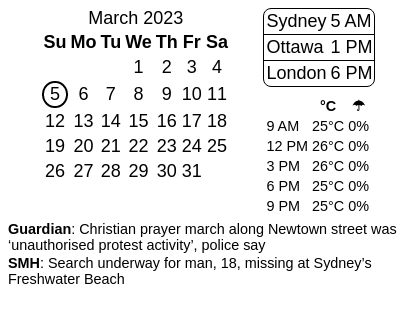 March 2023
Su Mo Tu We Th Fr Sa
1 2 3 4
5 6 7 8 9 10 11
12 13 14 15 16 17 18
19 20 21 22 23 24 25
26 27 28 29 30 31
Sydney 5 AM
Ottawa 1 PM
London 6 PM
°C ☂
9 AM 25°C 0%
12 PM 26°C 0%
3 PM 26°C 0%
6 PM 25°C 0%
9 PM 25°C 0%
Guardian: Christian prayer march along Newtown street was
‘unauthorised protest activity’, police say
SMH: Search underway for man, 18, missing at Sydney’s
Freshwater Beach